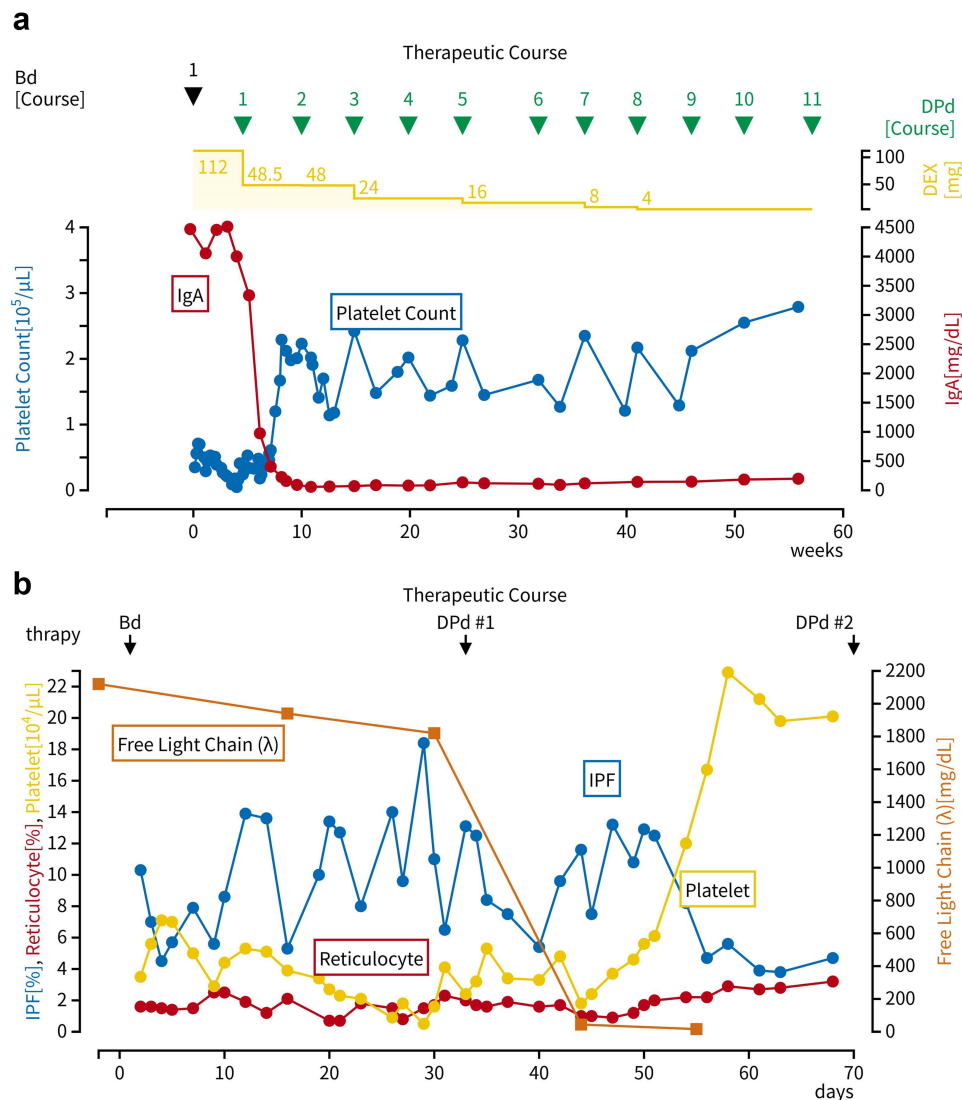 a
Therapeutic Course
Bd
[Course]
1
1 2 3 4 5 6 7 8 9 10 11
DPd
[Course]
112
48.5
48
24
16
8
4
100
50
DEX
[mg]
4
3
2
1
0
Platelet Count[10⁵/μL]
IgA
Platelet Count
4500
4000
3500
3000
2500
2000
1500
1000
500
0
IgA[mg/dL]
0 10 20 30 40 50 60
weeks
b
Therapeutic Course
thrapy
Bd
DPd #1
DPd #2
22
20
18
16
14
12
10
8
6
4
2
0
IPF[%], Reticulocyte[%], Platelet[10⁴/μL]
Free Light Chain (λ)
IPF
Platelet
Reticulocyte
2200
2000
1800
1600
1400
1200
1000
800
600
400
200
0
Free Light Chain (λ)[mg/dL]
0 10 20 30 40 50 60 70
days